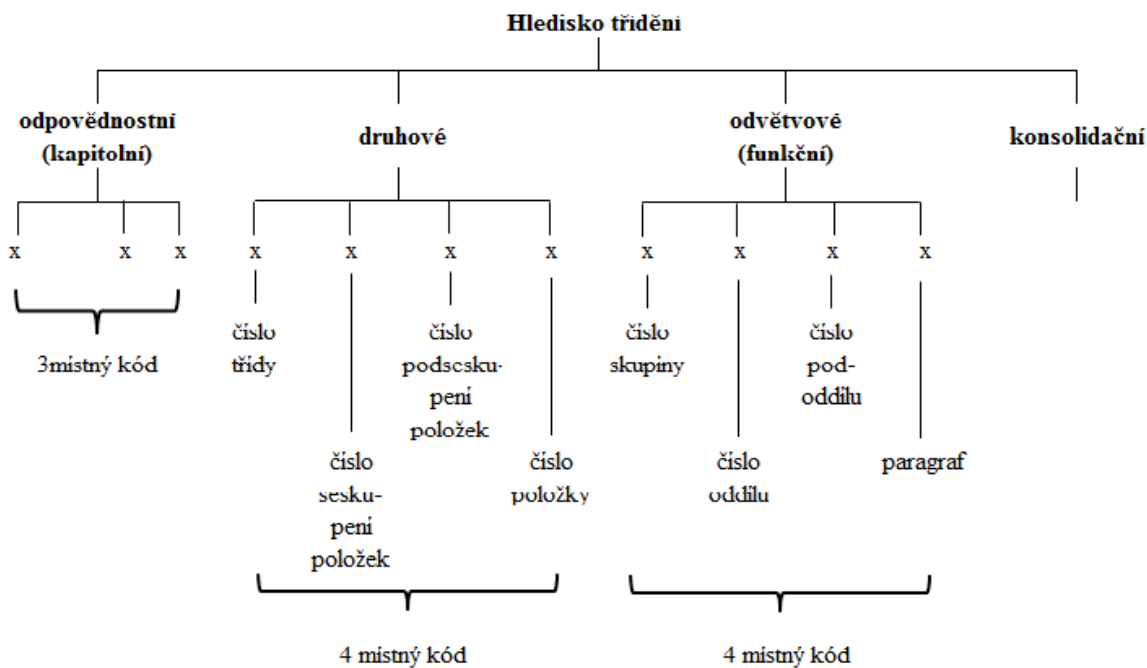 Hledisko třídění
odpovědnostní
(kapitolní)
druhové
odvětvové
(funkční)
konsolidační
x x x
x x x x
x x x x
3místný kód
číslo
třídy
číslo
sesku-
pení
položek
číslo
podsesku-
pení
položek
číslo
položky
4 místný kód
číslo
skupiny
číslo
oddílu
číslo
pod-
oddílu
paragraf
4 místný kód